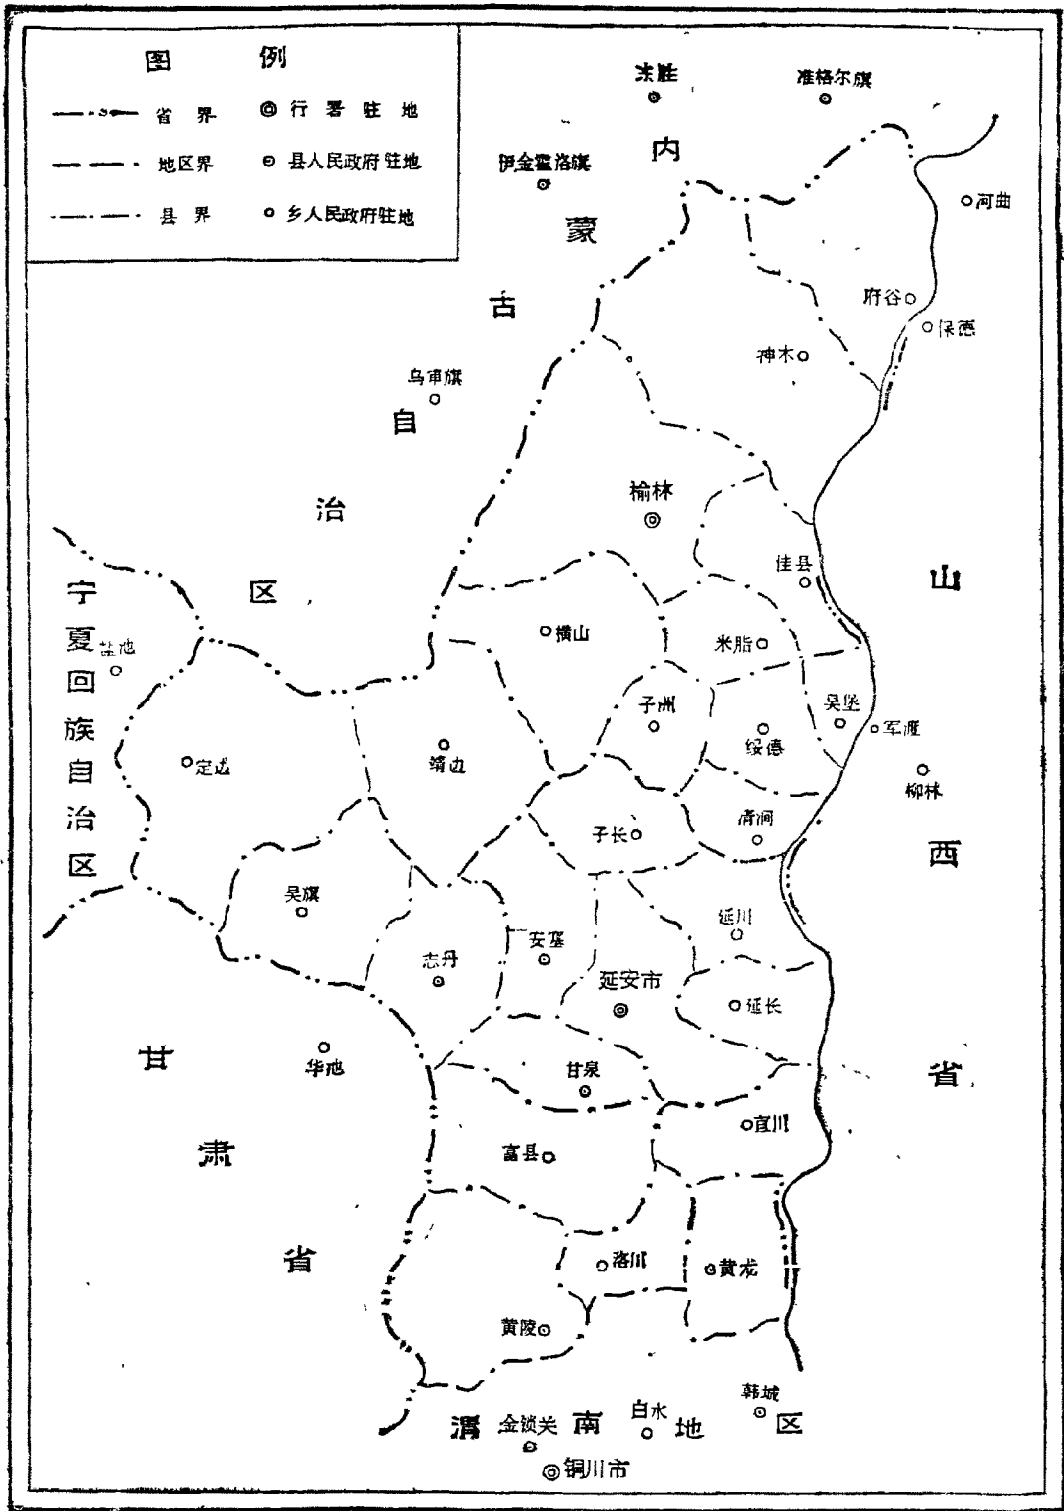 图 例
省 界
行 署 驻 地
地区界
县人民政府驻地
县 界
乡人民政府驻地
准格尔旗
伊金霍洛旗
内
蒙
古
自
治
区
河曲
府谷
保德
神木
乌审旗
榆林
佳县
山
西
省
宁
夏
回
族
自
治
区
盐池
横山
米脂
子洲
绥德
吴堡
军渡
柳林
定边
靖边
子长
清涧
吴旗
志丹
安塞
延川
延安市
延长
甘
肃
省
华池
甘泉
宜川
富县
洛川
黄龙
黄陵
渭 南 地 区
金锁关
白水
韩城
铜川市